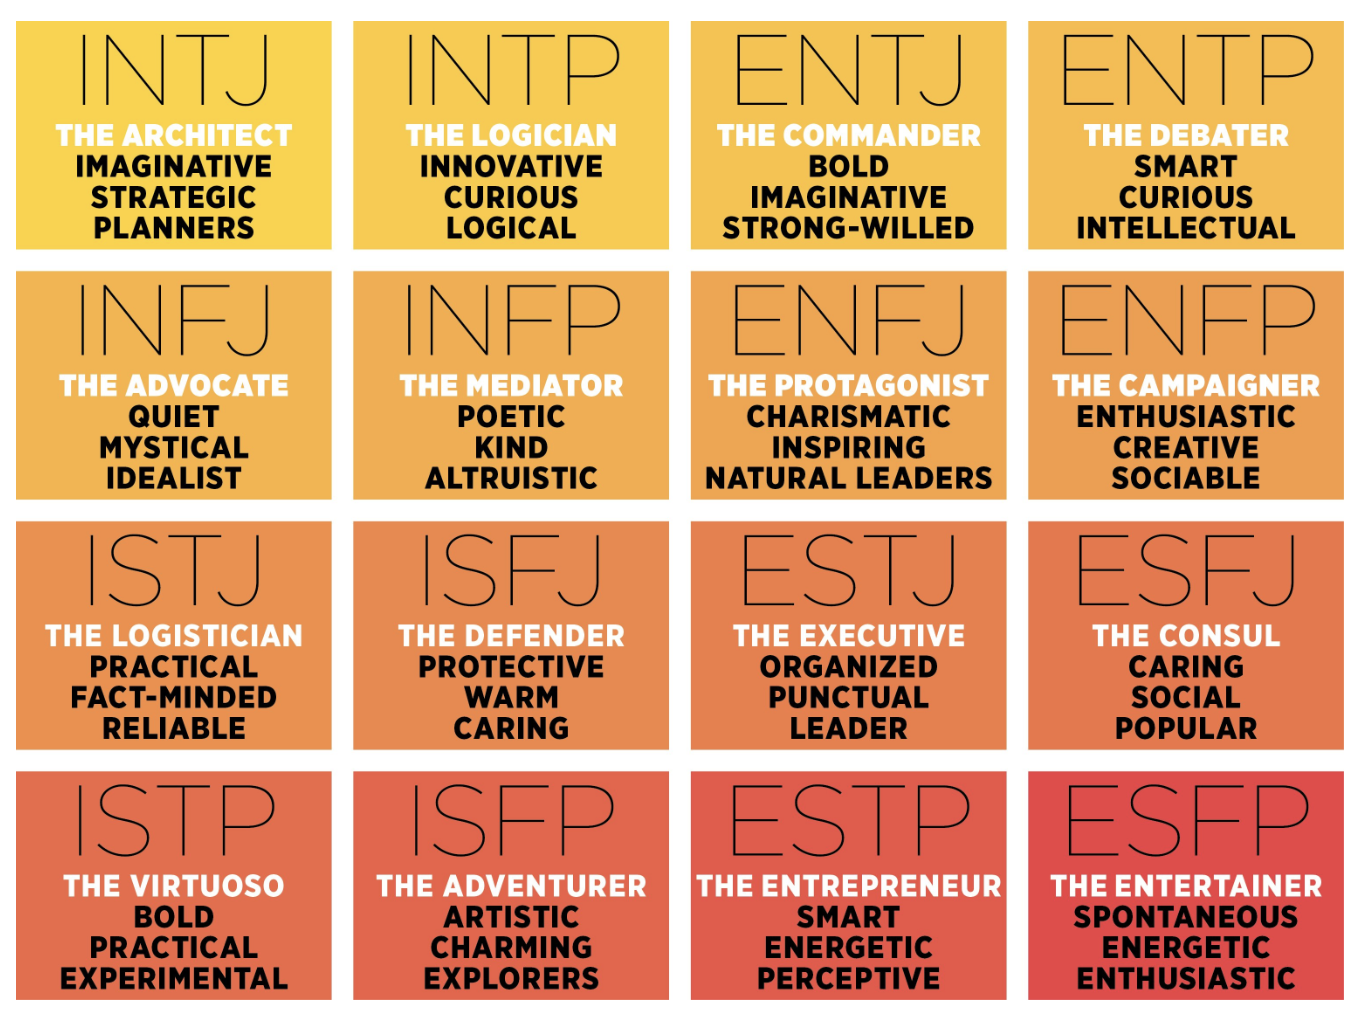 INTJ
THE ARCHITECT
IMAGINATIVE
STRATEGIC
PLANNERS
INTP
THE LOGICIAN
INNOVATIVE
CURIOUS
LOGICAL
ENTJ
THE COMMANDER
BOLD
IMAGINATIVE
STRONG-WILLED
ENTP
THE DEBATER
SMART
CURIOUS
INTELLECTUAL
INFJ
THE ADVOCATE
QUIET
MYSTICAL
IDEALIST
INFP
THE MEDIATOR
POETIC
KIND
ALTRUISTIC
ENFJ
THE PROTAGONIST
CHARISMATIC
INSPIRING
NATURAL LEADERS
ENFP
THE CAMPAIGNER
ENTHUSIASTIC
CREATIVE
SOCIABLE
ISTJ
THE LOGISTICIAN
PRACTICAL
FACT-MINDED
RELIABLE
ISFJ
THE DEFENDER
PROTECTIVE
WARM
CARING
ESTJ
THE EXECUTIVE
ORGANIZED
PUNCTUAL
LEADER
ESFJ
THE CONSUL
CARING
SOCIAL
POPULAR
ISTP
THE VIRTUOSO
BOLD
PRACTICAL
EXPERIMENTAL
ISFP
THE ADVENTURER
ARTISTIC
CHARMING
EXPLORERS
ESTP
THE ENTREPRENEUR
SMART
ENERGETIC
PERCEPTIVE
ESFP
THE ENTERTAINER
SPONTANEOUS
ENERGETIC
ENTHUSIASTIC